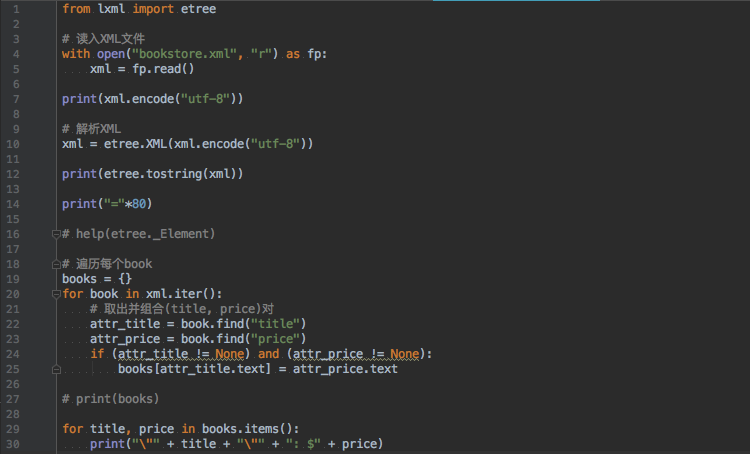 1 from lxml import etree
2
3 # 读入XML文件
4 with open("bookstore.xml", "r") as fp:
5     xml = fp.read()
6
7 print(xml.encode("utf-8"))
8
9 # 解析XML
10 xml = etree.XML(xml.encode("utf-8"))
11
12 print(etree.tostring(xml))
13
14 print("="*80)
15
16 # help(etree._Element)
17
18 # 遍历每个book
19 books = {}
20 for book in xml.iter():
21     # 取出并组合(title, price)对
22     attr_title = book.find("title")
23     attr_price = book.find("price")
24     if (attr_title != None) and (attr_price != None):
25         books[attr_title.text] = attr_price.text
26
27 # print(books)
28
29 for title, price in books.items():
30     print("\"" + title + "\"" + ": $" + price)